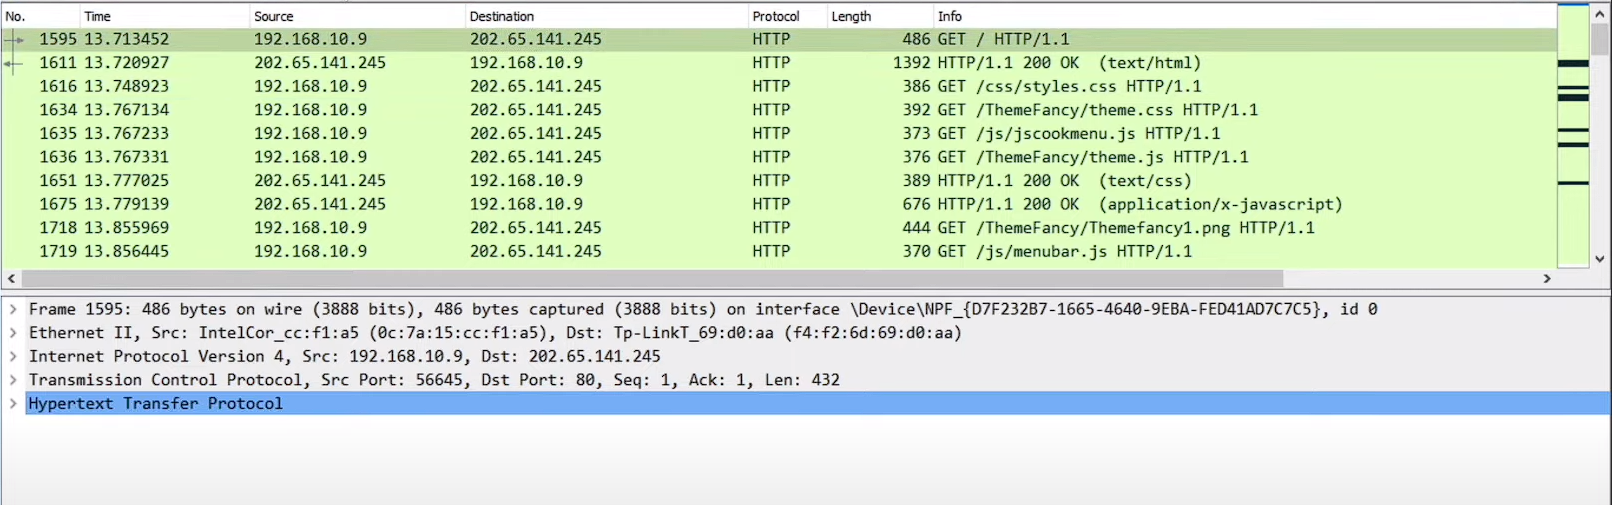 No. Time Source Destination Protocol Length Info
1595 13.713452 192.168.10.9 202.65.141.245 HTTP 486 GET / HTTP/1.1
1611 13.720927 202.65.141.245 192.168.10.9 HTTP 1392 HTTP/1.1 200 OK (text/html)
1616 13.748923 192.168.10.9 202.65.141.245 HTTP 386 GET /css/styles.css HTTP/1.1
1634 13.767134 192.168.10.9 202.65.141.245 HTTP 392 GET /ThemeFancy/theme.css HTTP/1.1
1635 13.767233 192.168.10.9 202.65.141.245 HTTP 373 GET /js/jscookmenu.js HTTP/1.1
1636 13.767331 192.168.10.9 202.65.141.245 HTTP 376 GET /ThemeFancy/theme.js HTTP/1.1
1651 13.777025 202.65.141.245 192.168.10.9 HTTP 389 HTTP/1.1 200 OK (text/css)
1675 13.779139 202.65.141.245 192.168.10.9 HTTP 676 HTTP/1.1 200 OK (application/x-javascript)
1718 13.855969 192.168.10.9 202.65.141.245 HTTP 444 GET /ThemeFancy/Themefancy1.png HTTP/1.1
1719 13.856445 192.168.10.9 202.65.141.245 HTTP 370 GET /js/menubar.js HTTP/1.1
Frame 1595: 486 bytes on wire (3888 bits), 486 bytes captured (3888 bits) on interface \Device\NPF_{D7F232B7-1665-4640-9EBA-FED41AD7C7C5}, id 0
Ethernet II, Src: IntelCor_cc:f1:a5 (0c:7a:15:cc:f1:a5), Dst: Tp-LinkT_69:d0:aa (f4:f2:6d:69:d0:aa)
Internet Protocol Version 4, Src: 192.168.10.9, Dst: 202.65.141.245
Transmission Control Protocol, Src Port: 56645, Dst Port: 80, Seq: 1, Ack: 1, Len: 432
Hypertext Transfer Protocol